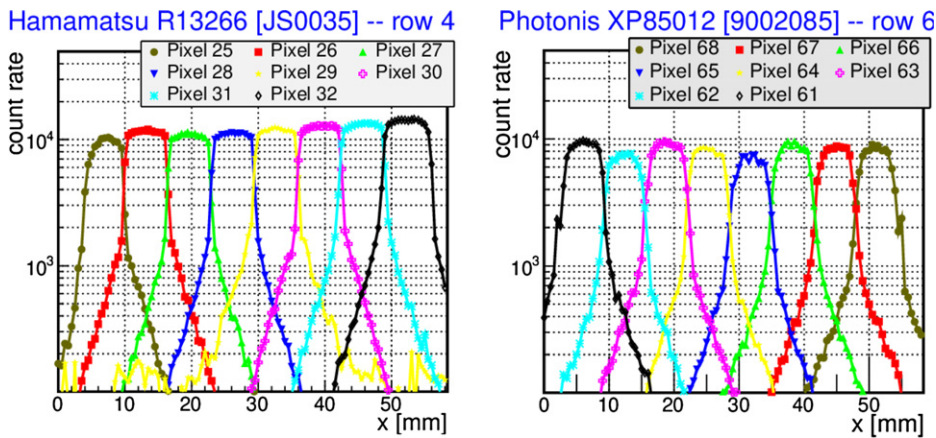 Hamamatsu R13266 [JS0035] -- row 4
Pixel 25 Pixel 26 Pixel 27
Pixel 28 Pixel 29 Pixel 30
Pixel 31 Pixel 32
count rate
10⁴
10³
0 10 20 30 40 50
x [mm]
Photonis XP85012 [9002085] -- row 6
Pixel 68 Pixel 67 Pixel 66
Pixel 65 Pixel 64 Pixel 63
Pixel 62 Pixel 61
count rate
10⁴
10³
0 10 20 30 40 50
x [mm]